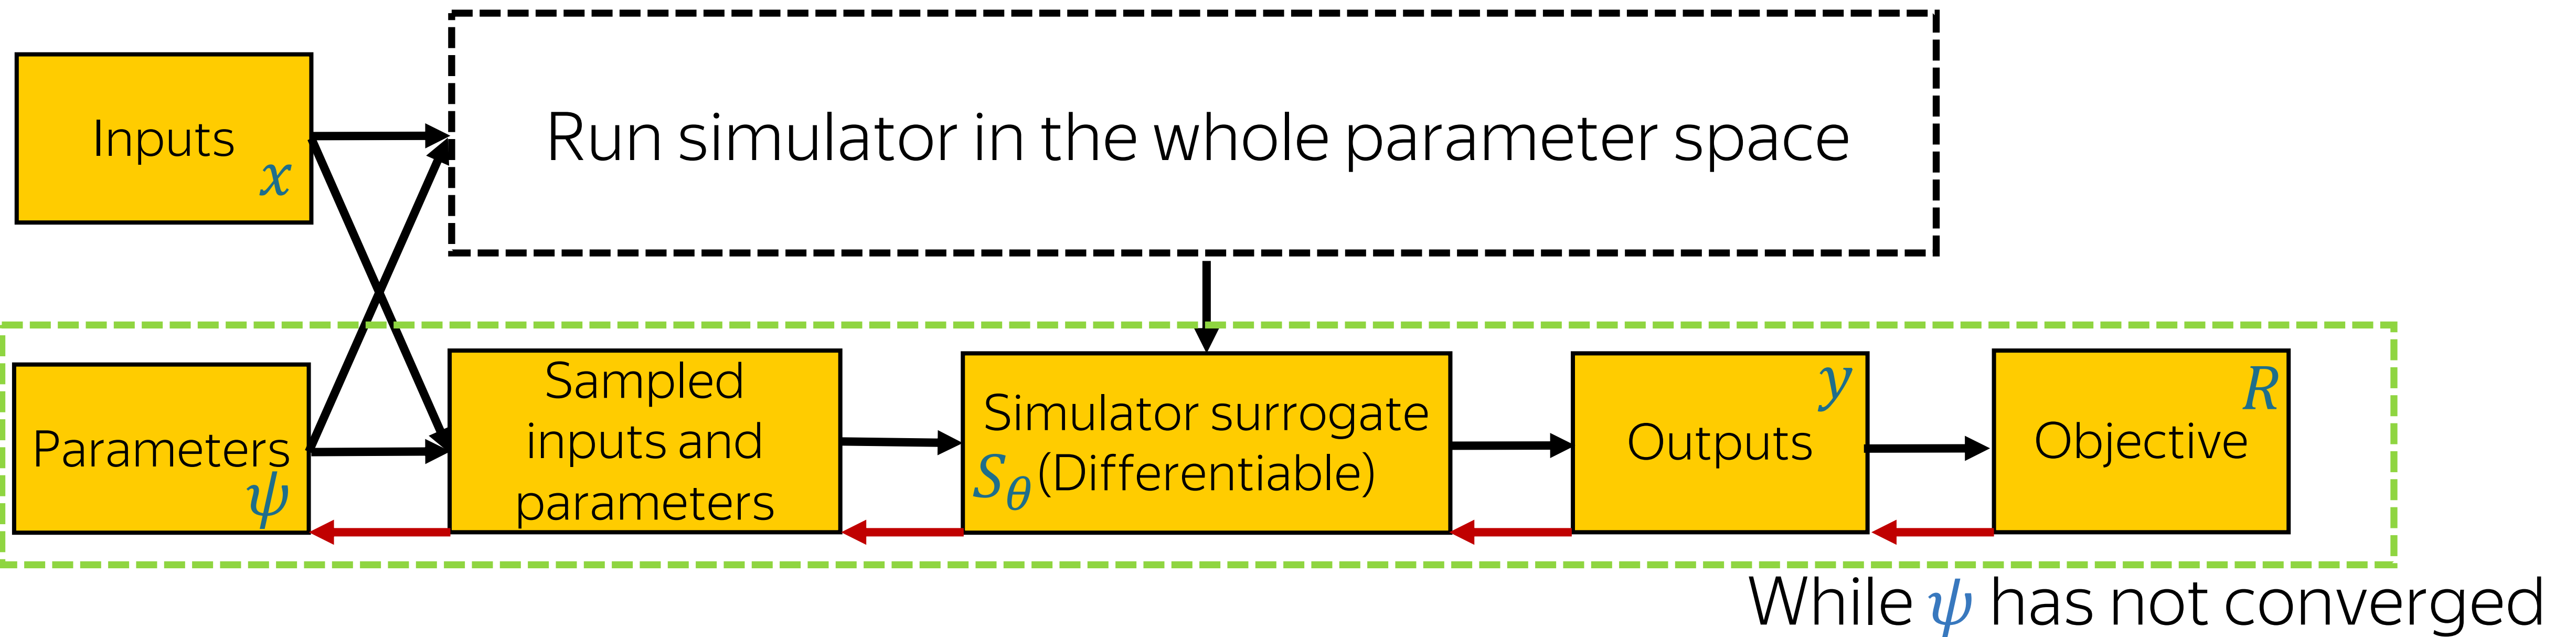 Inputs
x
Run simulator in the whole parameter space
Parameters
ψ
Sampled
inputs and
parameters
Simulator surrogate
S_θ (Differentiable)
y
Outputs
R
Objective
While ψ has not converged